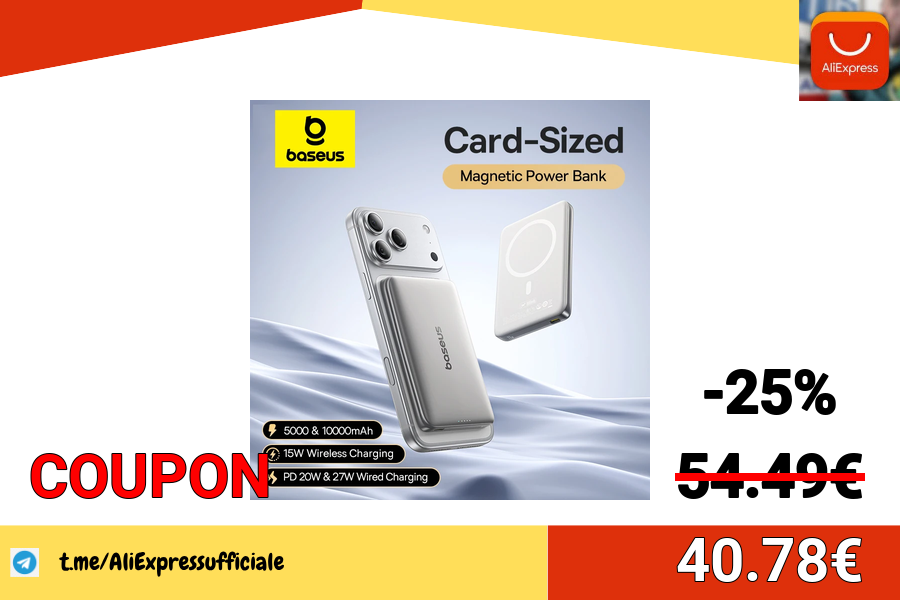 AliExpress
baseus
Card-Sized
Magnetic Power Bank
baseus
5000 & 10000mAh
15W Wireless Charging
PD 20W & 27W Wired Charging
COUPON
-25%
54.49€
40.78€
t.me/AliExpressufficiale